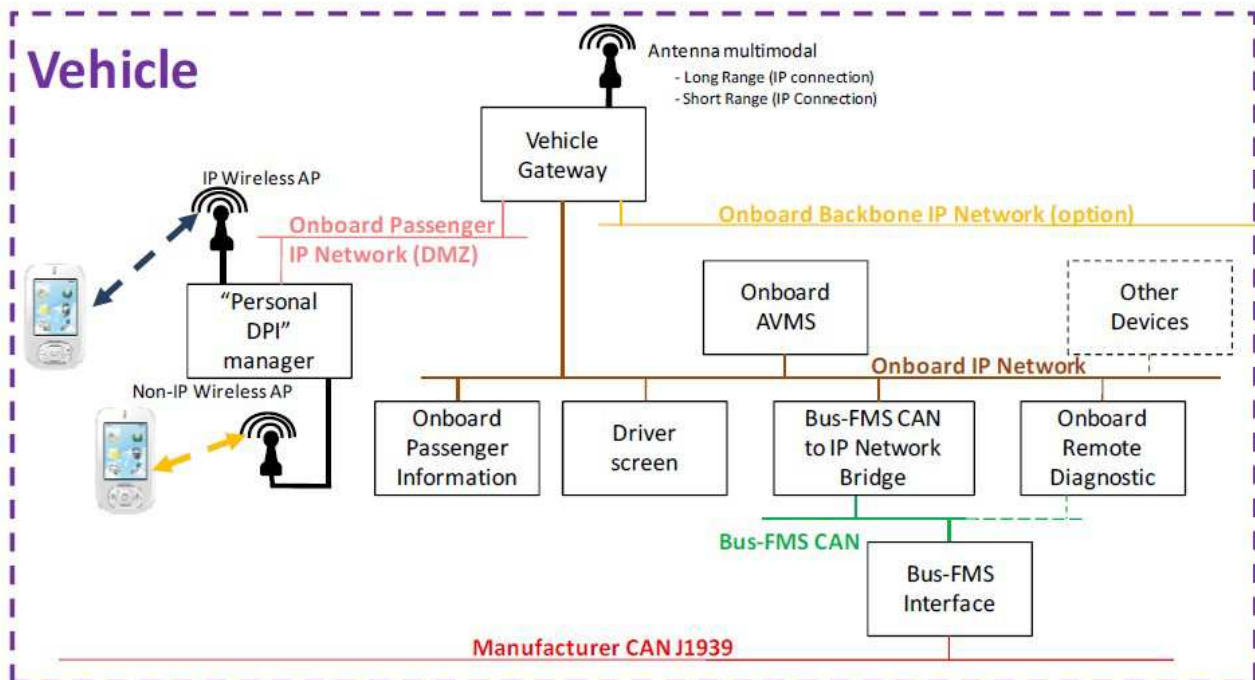 Vehicle
Antenna multimodal
- Long Range (IP connection)
- Short Range (IP Connection)
Vehicle
Gateway
IP Wireless AP
Onboard Passenger
IP Network (DMZ)
Onboard Backbone IP Network (option)
“Personal
DPI”
manager
Onboard
AVMS
Other
Devices
Onboard IP Network
Non-IP Wireless AP
Onboard
Passenger
Information
Driver
screen
Bus-FMS CAN
to IP Network
Bridge
Onboard
Remote
Diagnostic
Bus-FMS CAN
Bus-FMS
Interface
Manufacturer CAN J1939